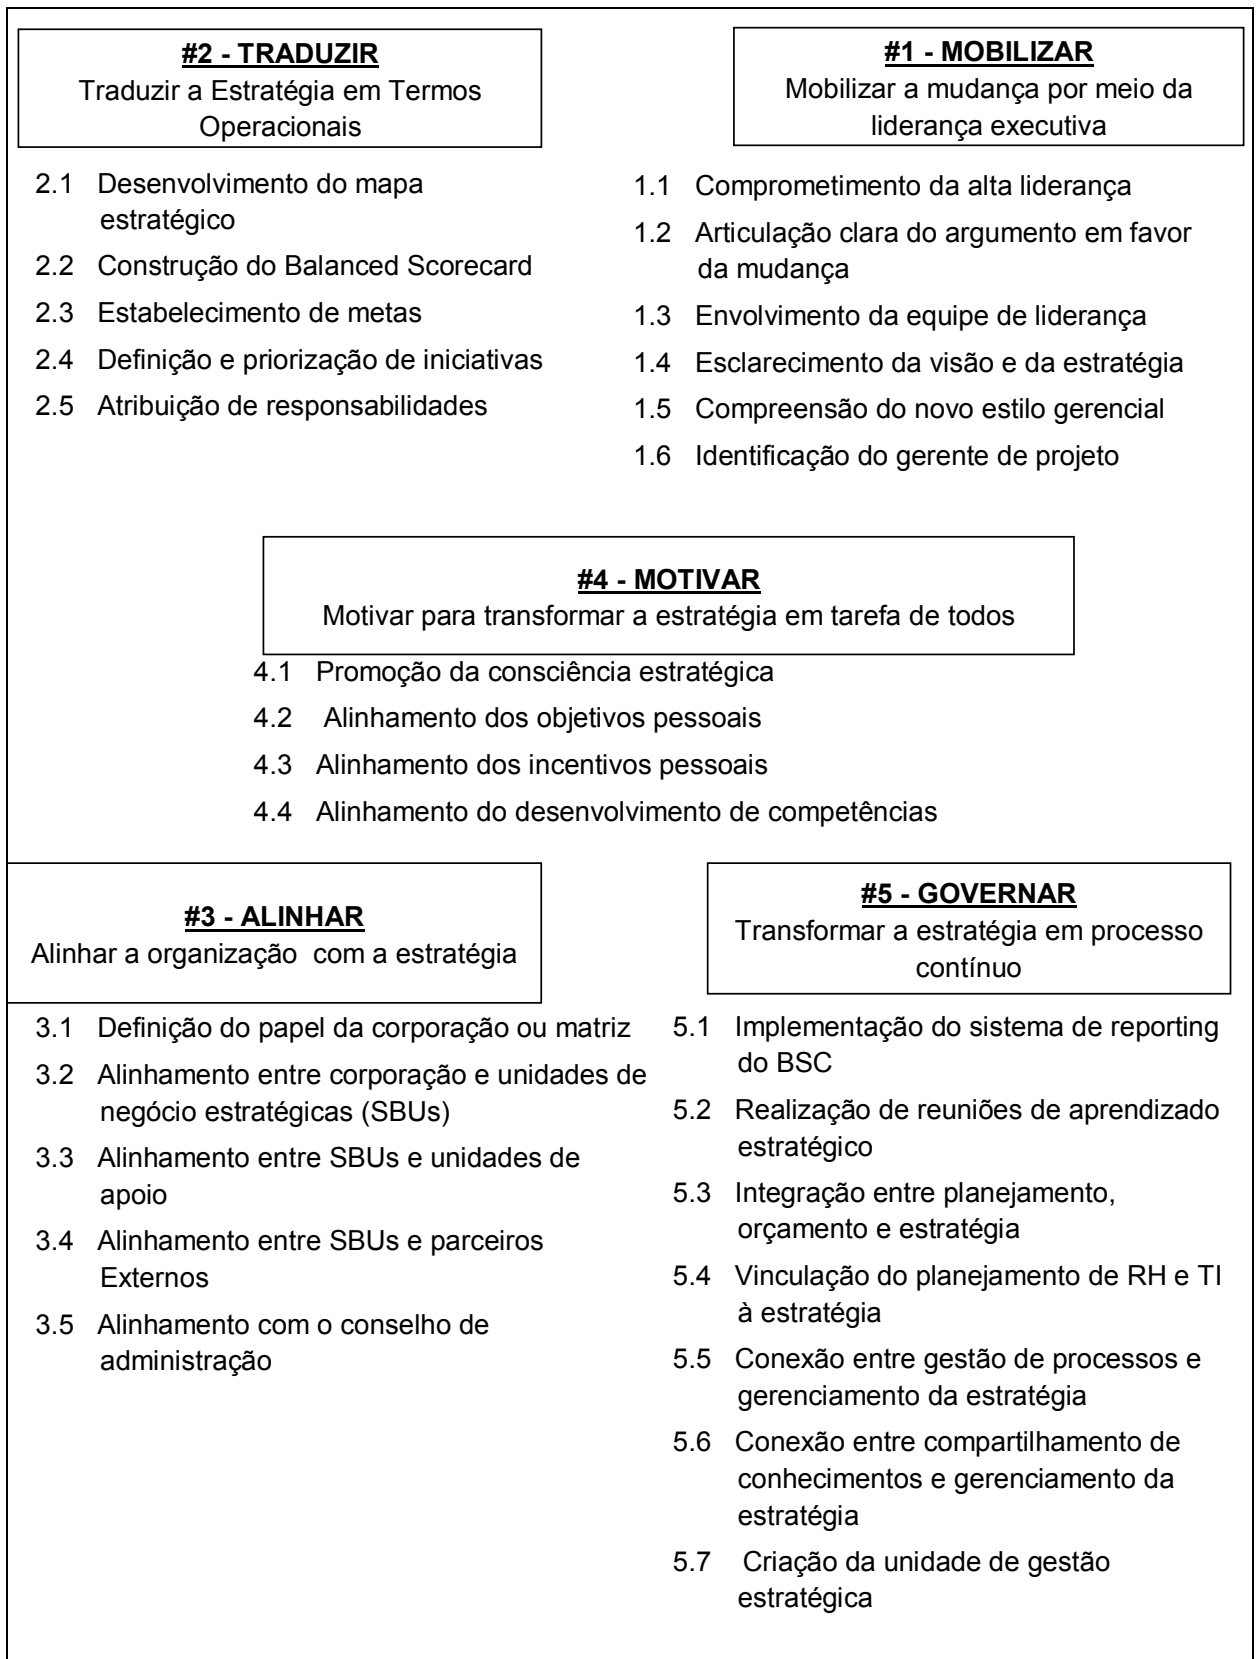 #2 - TRADUZIR
Traduzir a Estratégia em Termos
Operacionais
2.1 Desenvolvimento do mapa
estratégico
2.2 Construção do Balanced Scorecard
2.3 Estabelecimento de metas
2.4 Definição e priorização de iniciativas
2.5 Atribuição de responsabilidades
#1 - MOBILIZAR
Mobilizar a mudança por meio da
liderança executiva
1.1 Comprometimento da alta liderança
1.2 Articulação clara do argumento em favor
da mudança
1.3 Envolvimento da equipe de liderança
1.4 Esclarecimento da visão e da estratégia
1.5 Compreensão do novo estilo gerencial
1.6 Identificação do gerente de projeto
#4 - MOTIVAR
Motivar para transformar a estratégia em tarefa de todos
4.1 Promoção da consciência estratégica
4.2 Alinhamento dos objetivos pessoais
4.3 Alinhamento dos incentivos pessoais
4.4 Alinhamento do desenvolvimento de competências
#3 - ALINHAR
Alinhar a organização com a estratégia
3.1 Definição do papel da corporação ou matriz
3.2 Alinhamento entre corporação e unidades de
negócio estratégicas (SBUs)
3.3 Alinhamento entre SBUs e unidades de
apoio
3.4 Alinhamento entre SBUs e parceiros
Externos
3.5 Alinhamento com o conselho de
administração
#5 - GOVERNAR
Transformar a estratégia em processo
contínuo
5.1 Implementação do sistema de reporting
do BSC
5.2 Realização de reuniões de aprendizado
estratégico
5.3 Integração entre planejamento,
orçamento e estratégia
5.4 Vinculação do planejamento de RH e TI
à estratégia
5.5 Conexão entre gestão de processos e
gerenciamento da estratégia
5.6 Conexão entre compartilhamento de
conhecimentos e gerenciamento da
estratégia
5.7 Criação da unidade de gestão
estratégica